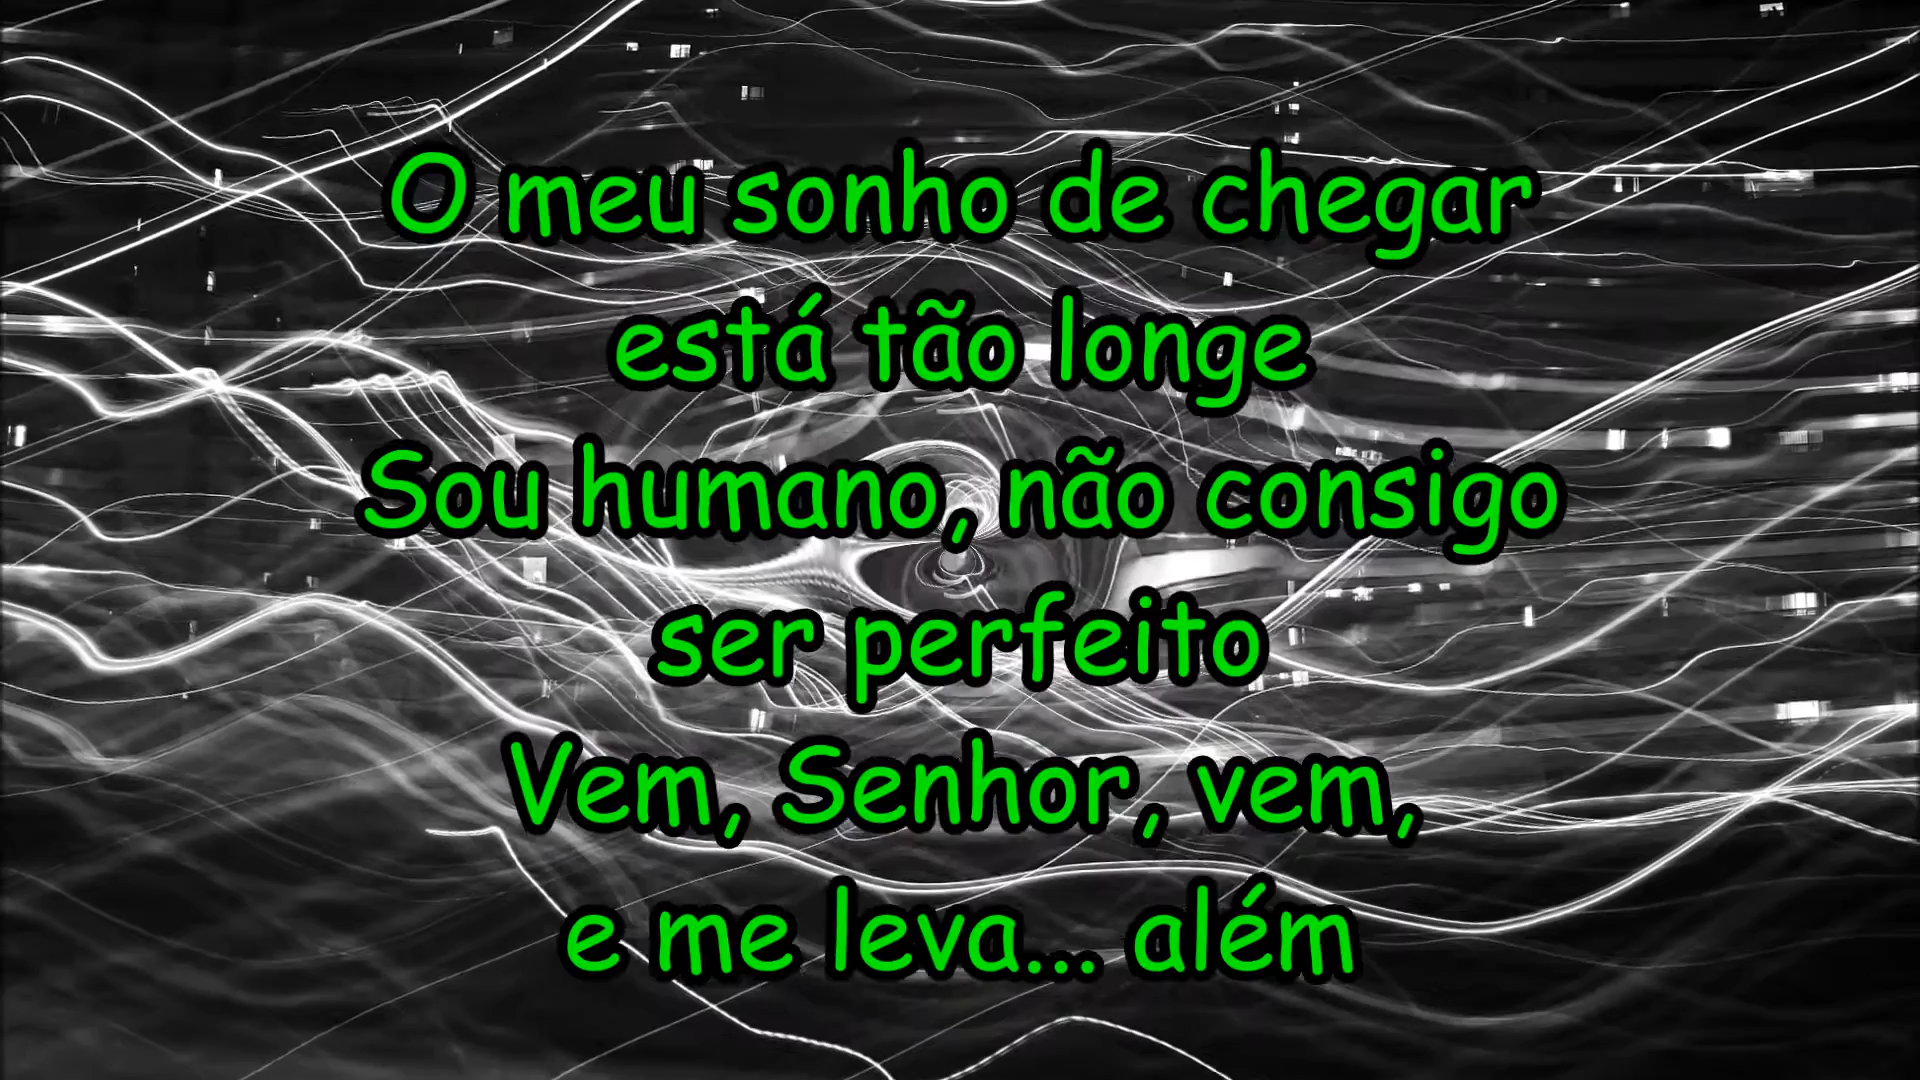 O meu sonho de chegar
está tão longe
Sou humano, não consigo
ser perfeito
Vem, Senhor, vem,
e me leva... além